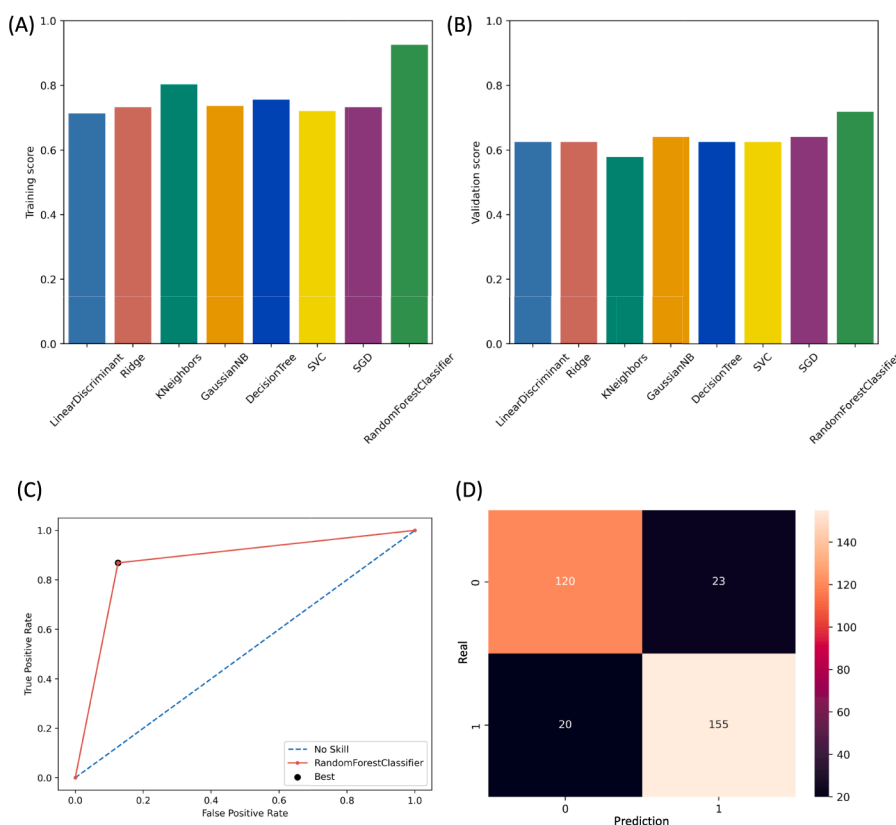 (A)
1.0
0.8
0.6
0.4
0.2
0.0
Training score
LinearDiscriminant
Ridge
KNeighbors
GaussianNB
DecisionTree
SVC
SGD
RandomForestClassifier
(B)
1.0
0.8
0.6
0.4
0.2
0.0
Validation score
LinearDiscriminant
Ridge
KNeighbors
GaussianNB
DecisionTree
SVC
SGD
RandomForestClassifier
(C)
1.0
0.8
0.6
0.4
0.2
0.0
True Positive Rate
No Skill
RandomForestClassifier
Best
0.0 0.2 0.4 0.6 0.8 1.0
False Positive Rate
(D)
Real
0
1
120 23
20 155
0 1
Prediction
140
120
100
80
60
40
20